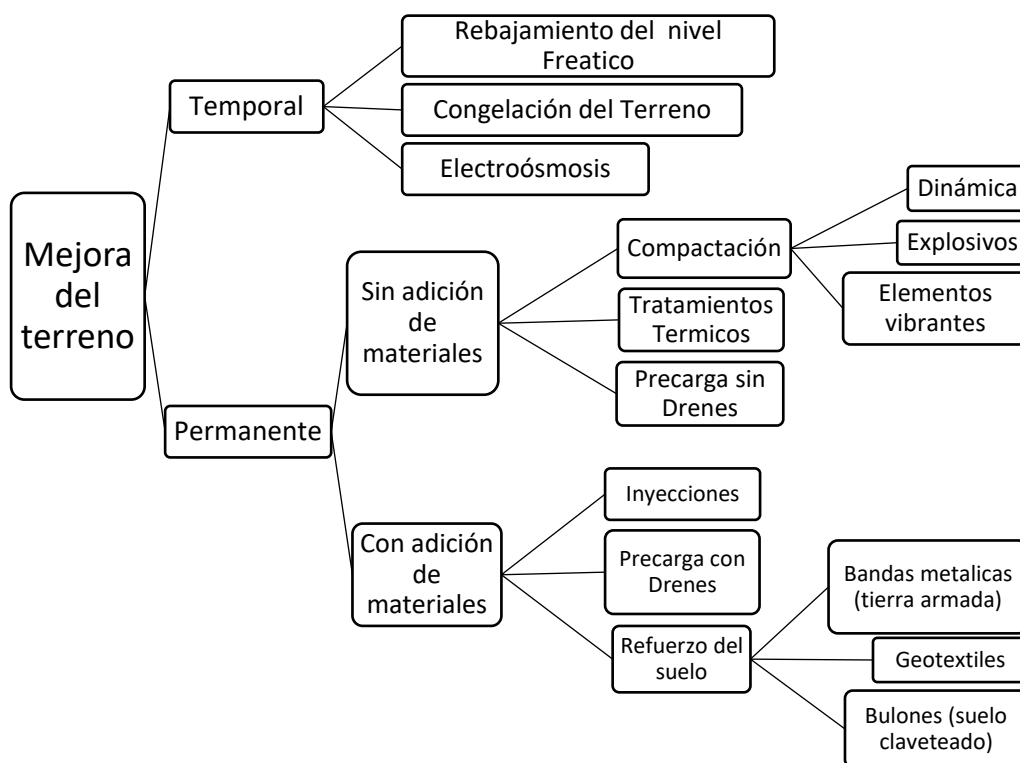 Mejora
del
terreno
Temporal
Rebajamiento del nivel
Freatico
Congelación del Terreno
Electroósmosis
Permanente
Sin adición
de
materiales
Compactación
Dinámica
Explosivos
Elementos
vibrantes
Tratamientos
Termicos
Precarga sin
Drenes
Con adición
de
materiales
Inyecciones
Precarga con
Drenes
Refuerzo del
suelo
Bandas metalicas
(tierra armada)
Geotextiles
Bulones (suelo
claveteado)